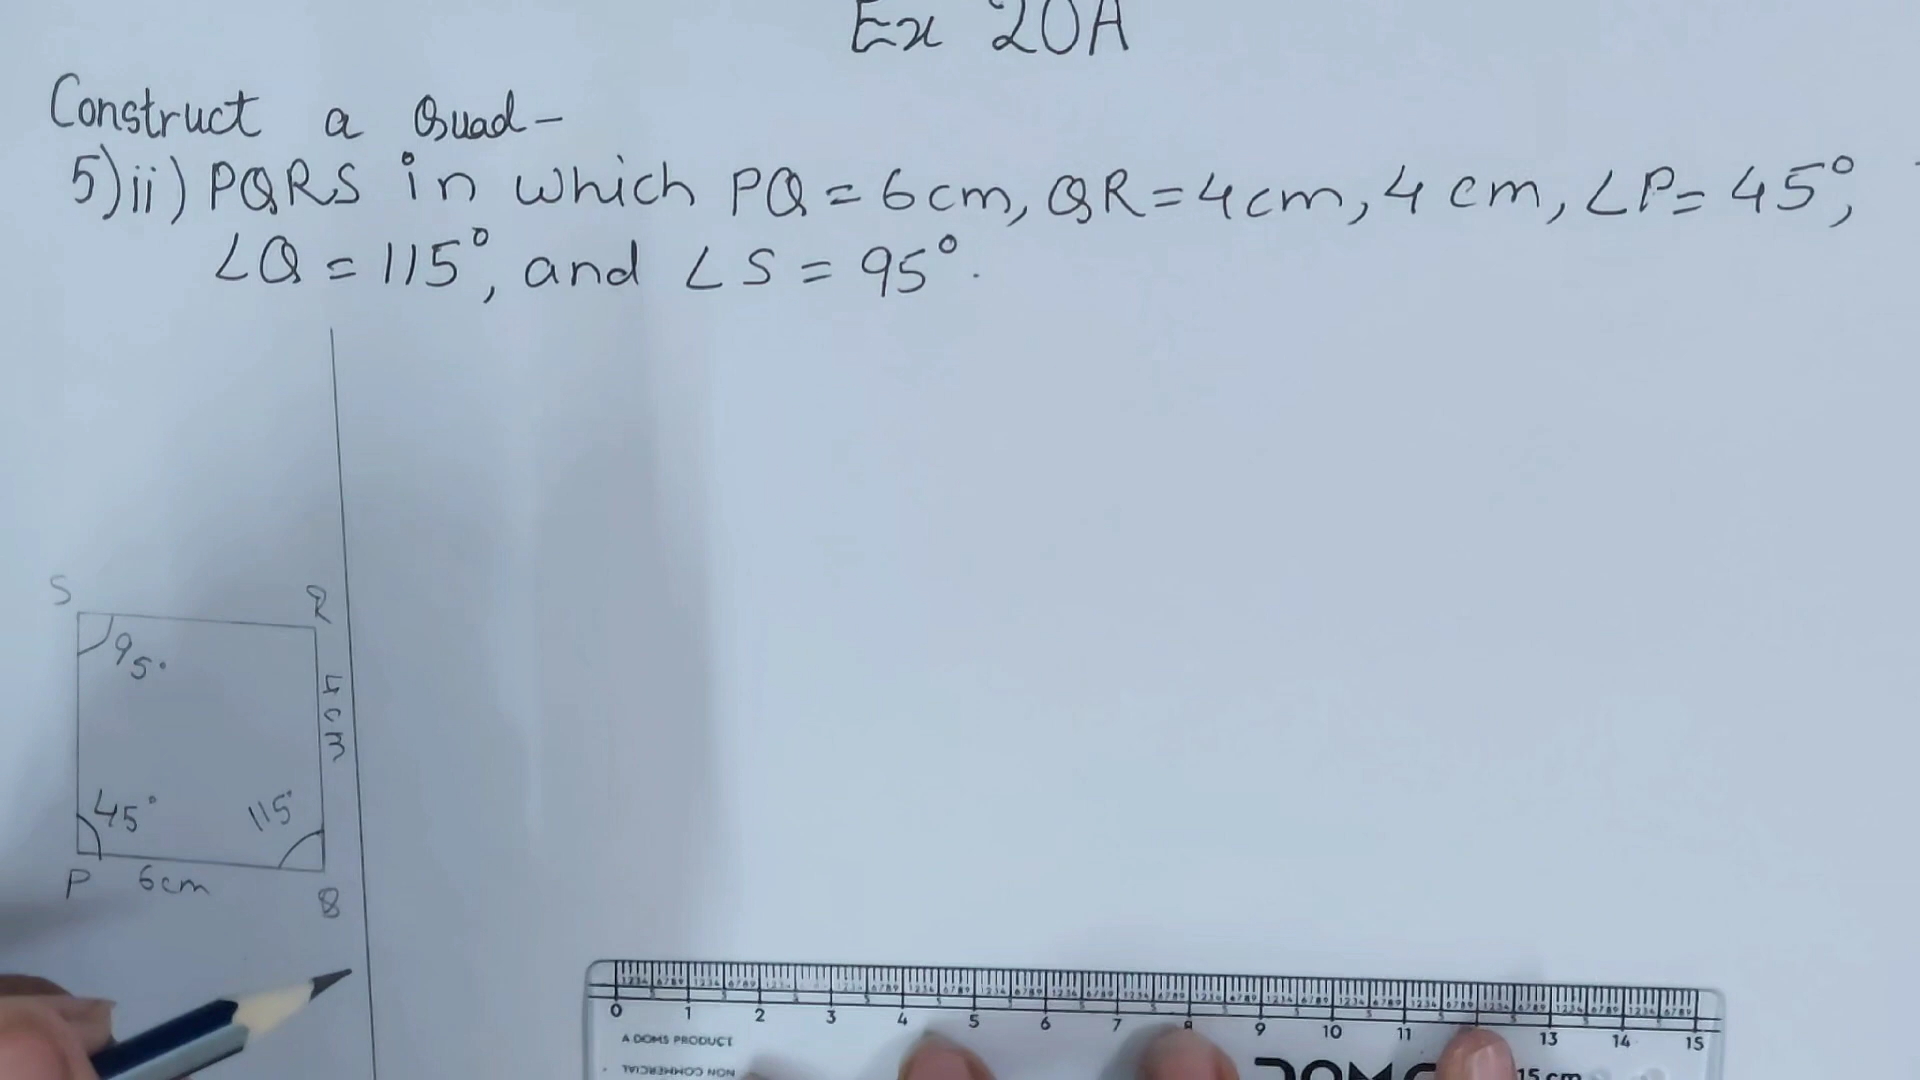 Ex 20A
Construct a Quad-
5)ii) PQRS in which PQ = 6cm, QR = 4cm, 4 cm, ∠P = 45°,
∠Q = 115°, and ∠S = 95°.
S
R
95°
4cm
45°
115°
P
6cm
Q
0 1 2 3 4 5 6 7 8 9 10 11 13 14 15
A DOMS PRODUCT
NON COMMERCIAL
15 cm